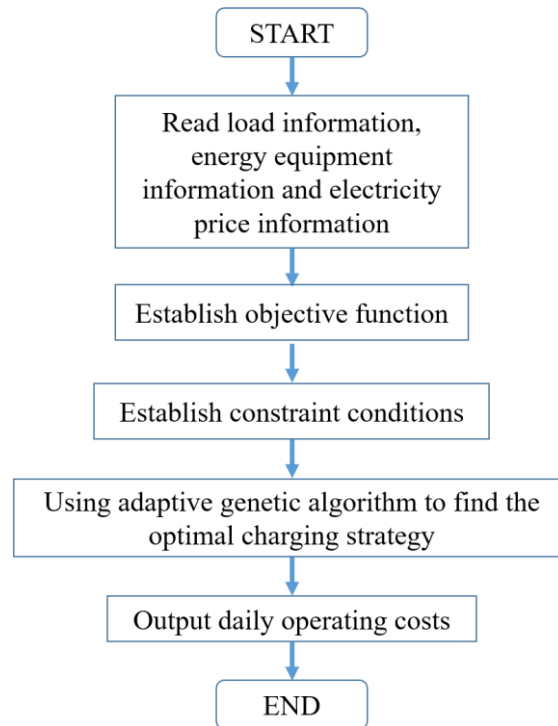 START
Read load information,
energy equipment
information and electricity
price information
Establish objective function
Establish constraint conditions
Using adaptive genetic algorithm to find the
optimal charging strategy
Output daily operating costs
END